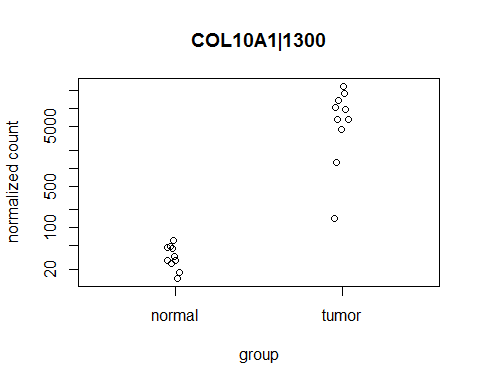 COL10A1|1300
normalized count
5000
500
100
20
normal tumor
group